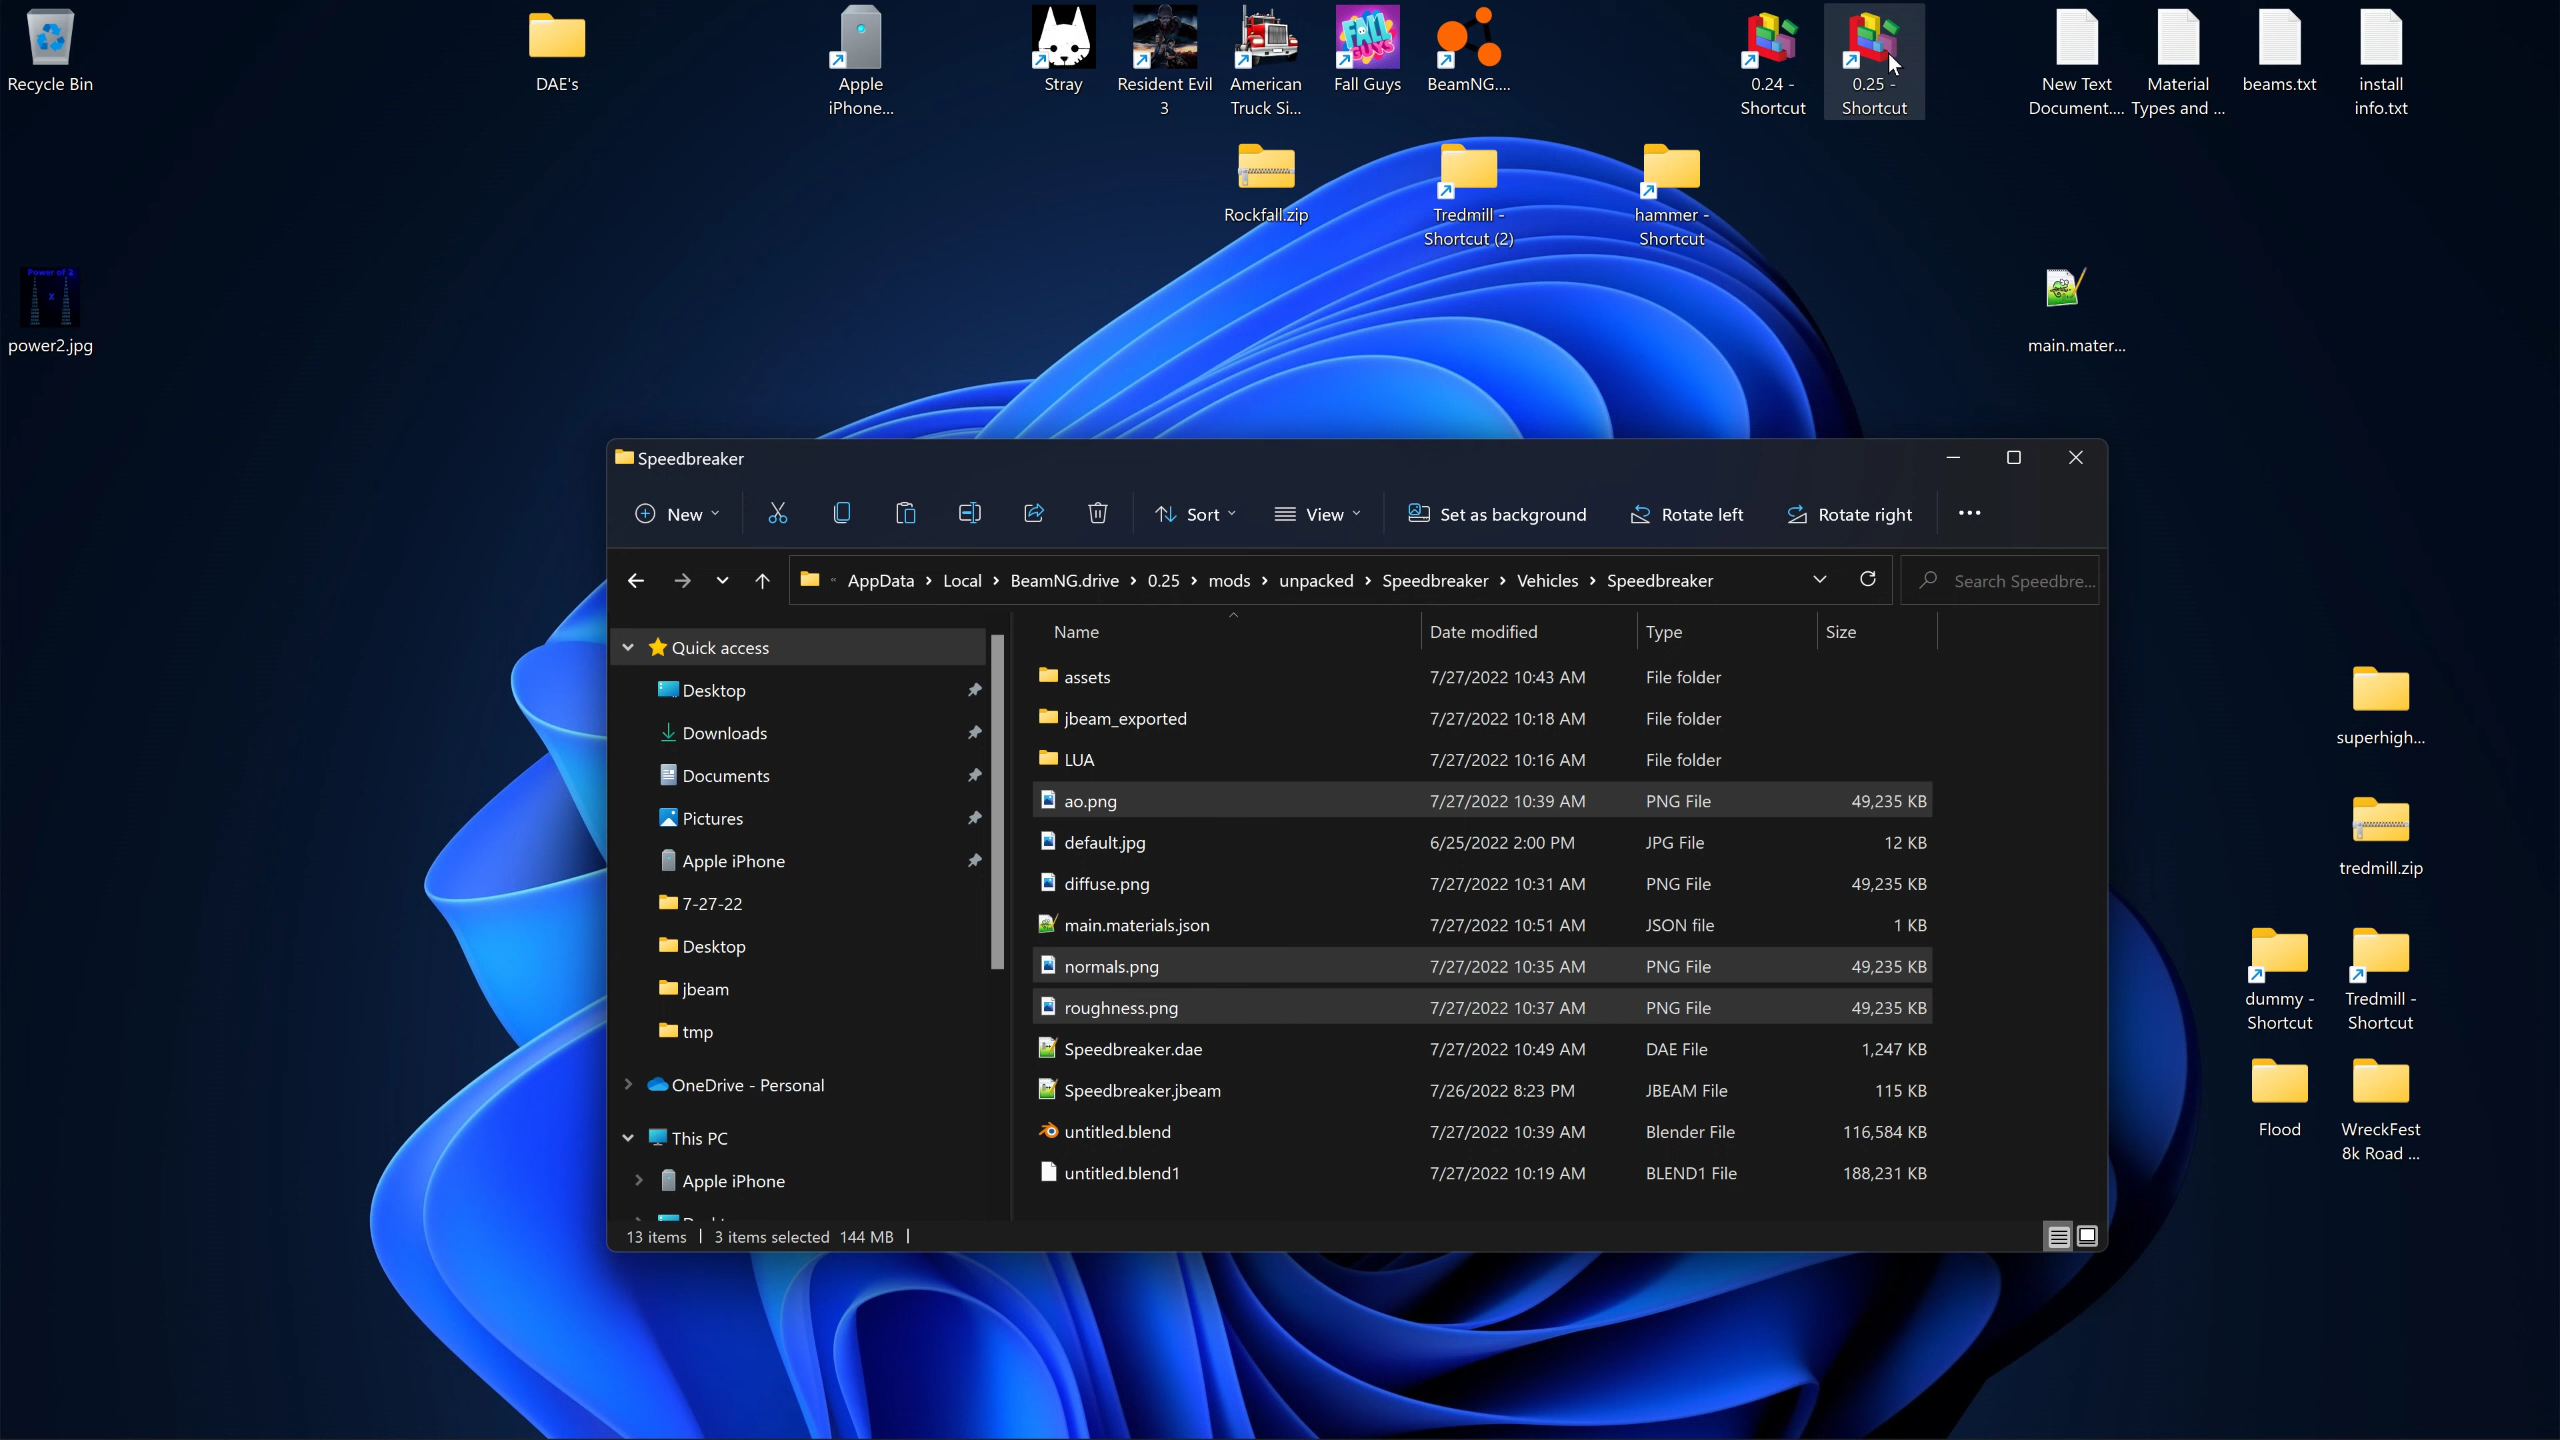 Recycle Bin
DAE's
Apple
iPhone...
Stray
Resident Evil
3
American
Truck Si...
FALL
GUYS
Fall Guys
BeamNG....
0.24 -
Shortcut
0.25 -
Shortcut
New Text
Document....
Material
Types and ...
beams.txt
install
info.txt
Rockfall.zip
Tredmill -
Shortcut (2)
hammer -
Shortcut
Power of 2
X
power2.jpg
main.mater...
Speedbreaker
New
Sort
View
Set as background
Rotate left
Rotate right
« AppData › Local › BeamNG.drive › 0.25 › mods › unpacked › Speedbreaker › Vehicles › Speedbreaker
Search Speedbre...
Name Date modified Type Size
Quick access
Desktop
Downloads
Documents
Pictures
Apple iPhone
7-27-22
Desktop
jbeam
tmp
OneDrive - Personal
This PC
Apple iPhone
assets 7/27/2022 10:43 AM File folder
jbeam_exported 7/27/2022 10:18 AM File folder
LUA 7/27/2022 10:16 AM File folder
ao.png 7/27/2022 10:39 AM PNG File 49,235 KB
default.jpg 6/25/2022 2:00 PM JPG File 12 KB
diffuse.png 7/27/2022 10:31 AM PNG File 49,235 KB
main.materials.json 7/27/2022 10:51 AM JSON file 1 KB
normals.png 7/27/2022 10:35 AM PNG File 49,235 KB
roughness.png 7/27/2022 10:37 AM PNG File 49,235 KB
Speedbreaker.dae 7/27/2022 10:49 AM DAE File 1,247 KB
Speedbreaker.jbeam 7/26/2022 8:23 PM JBEAM File 115 KB
untitled.blend 7/27/2022 10:39 AM Blender File 116,584 KB
untitled.blend1 7/27/2022 10:19 AM BLEND1 File 188,231 KB
13 items 3 items selected 144 MB
superhigh...
tredmill.zip
dummy -
Shortcut
Tredmill -
Shortcut
Flood
WreckFest
8k Road ...